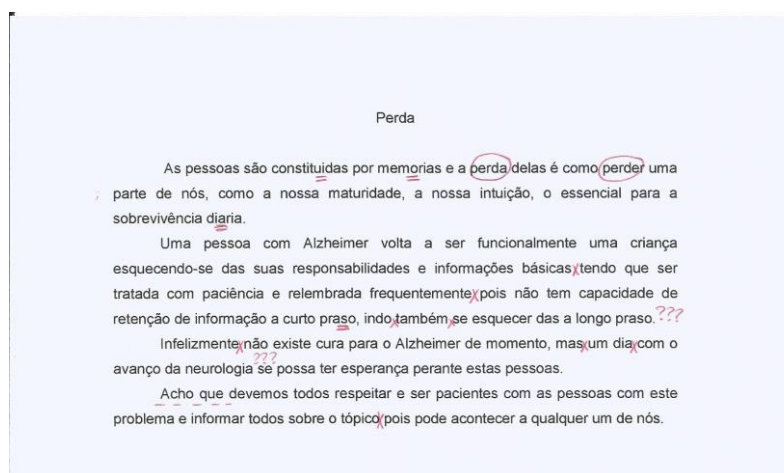 Perda
As pessoas são constituidas por memorias e a perda delas é como perder uma
parte de nós, como a nossa maturidade, a nossa intuição, o essencial para a
sobrevivência diaria.
Uma pessoa com Alzheimer volta a ser funcionalmente uma criança
esquecendo-se das suas responsabilidades e informações básicas tendo que ser
tratada com paciência e relembrada frequentemente pois não tem capacidade de
retenção de informação a curto praso, indo também se esquecer das a longo praso. ???
Infelizmente não existe cura para o Alzheimer de momento, mas um dia com o
???
avanço da neurologia se possa ter esperança perante estas pessoas.
Acho que devemos todos respeitar e ser pacientes com as pessoas com este
problema e informar todos sobre o tópico pois pode acontecer a qualquer um de nós.